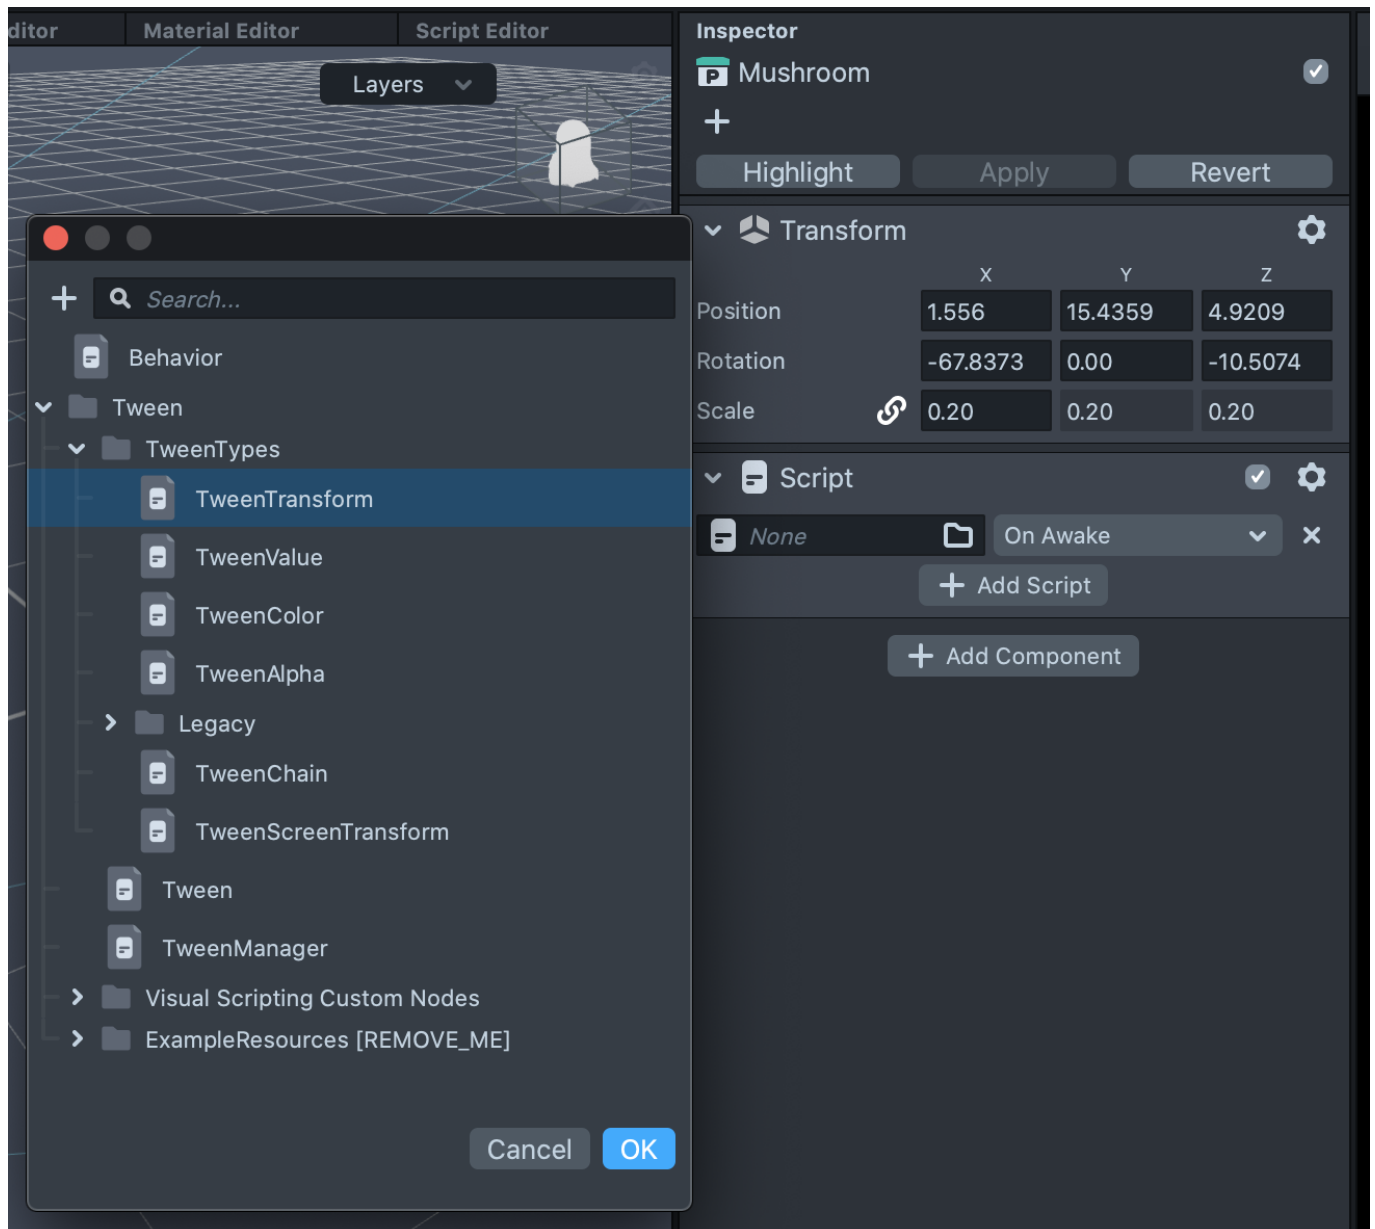 ditor
Material Editor
Script Editor
Layers
Inspector
P
Mushroom
Highlight
Apply
Revert
Transform
X Y Z
Position 1.556 15.4359 4.9209
Rotation -67.8373 0.00 -10.5074
Scale 0.20 0.20 0.20
Script
None
On Awake
Add Script
Add Component
Search...
Behavior
Tween
TweenTypes
TweenTransform
TweenValue
TweenColor
TweenAlpha
Legacy
TweenChain
TweenScreenTransform
Tween
TweenManager
Visual Scripting Custom Nodes
ExampleResources [REMOVE_ME]
Cancel
OK